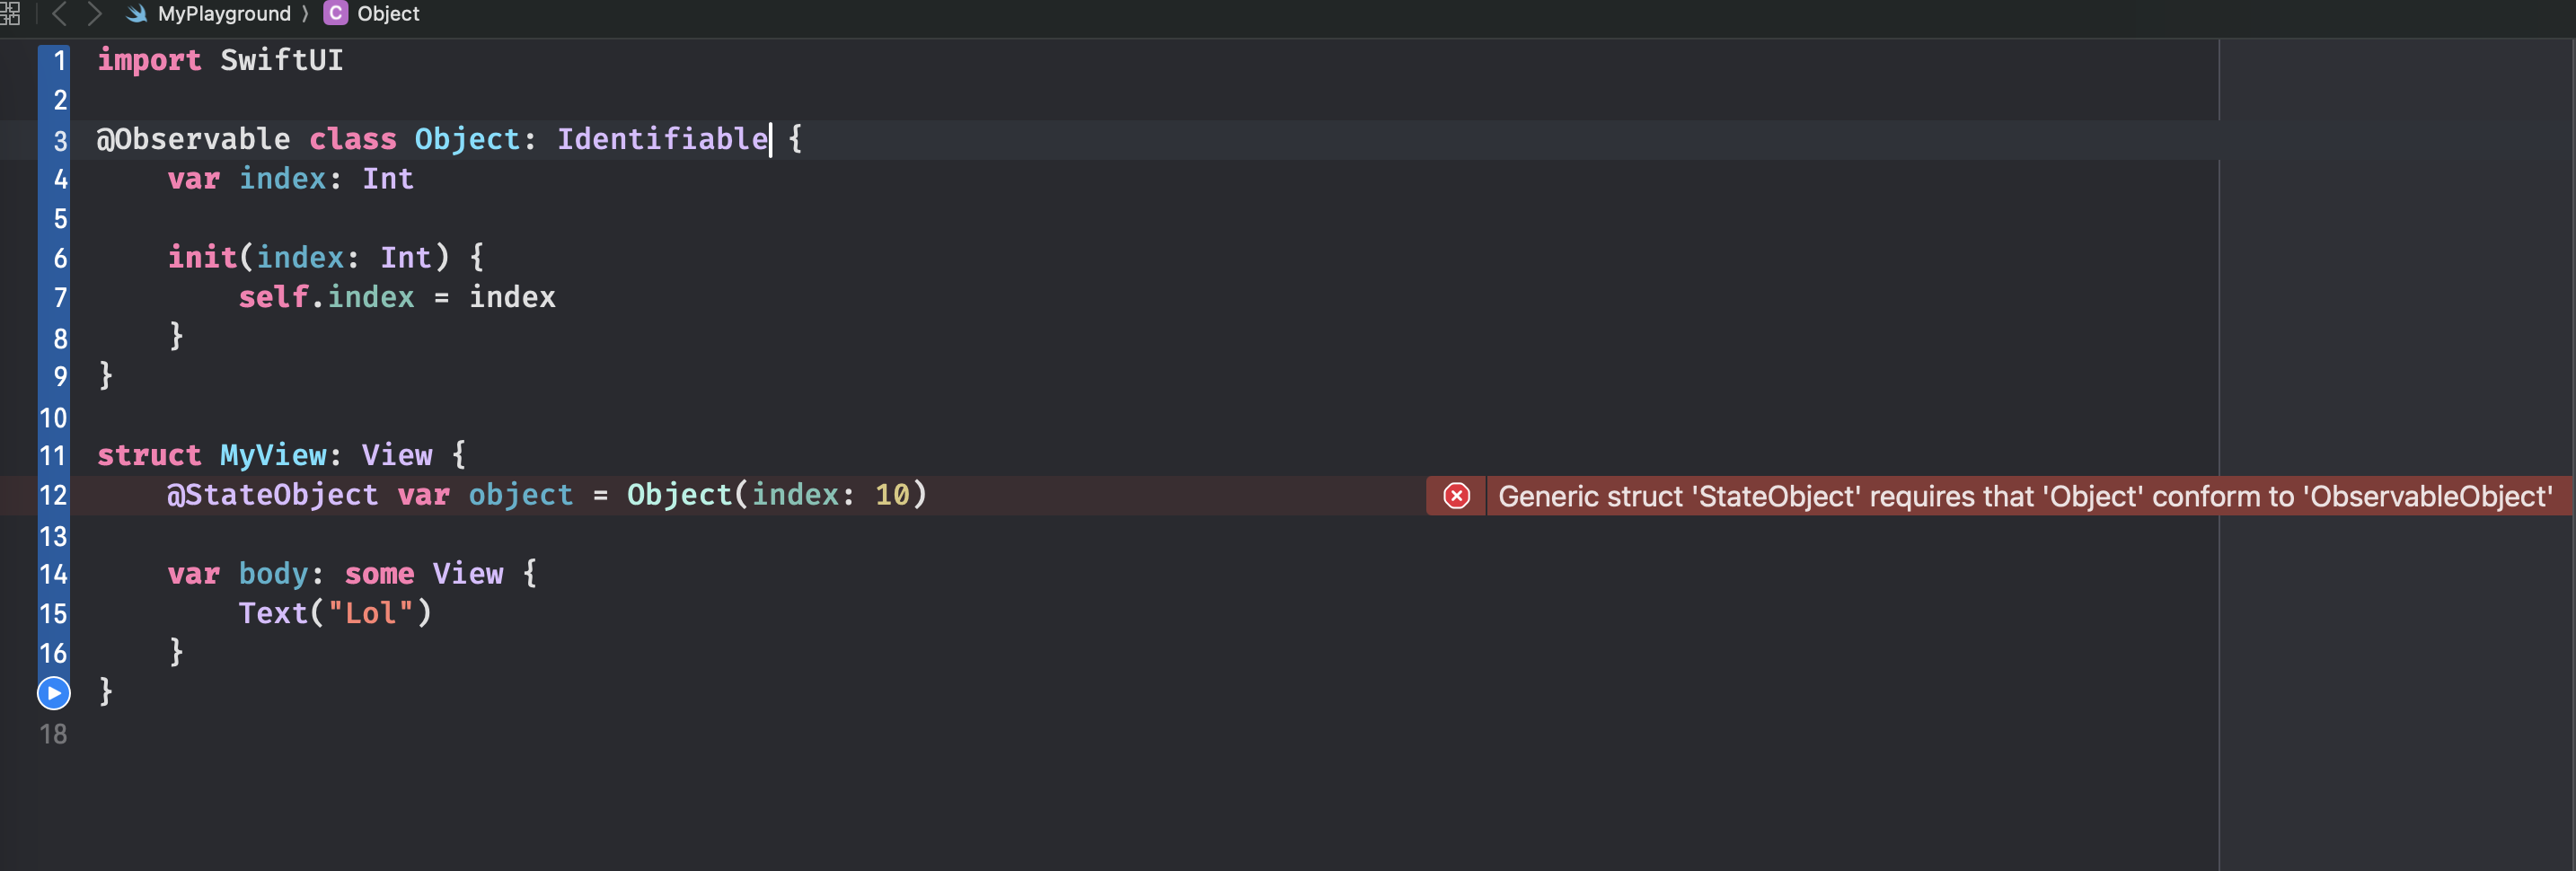 MyPlayground 〉 C Object
1 import SwiftUI
2
3 @Observable class Object: Identifiable {
4     var index: Int
5
6     init(index: Int) {
7         self.index = index
8     }
9 }
10
11 struct MyView: View {
12     @StateObject var object = Object(index: 10) Generic struct 'StateObject' requires that 'Object' conform to 'ObservableObject'
13
14     var body: some View {
15         Text("Lol")
16     }
}
18